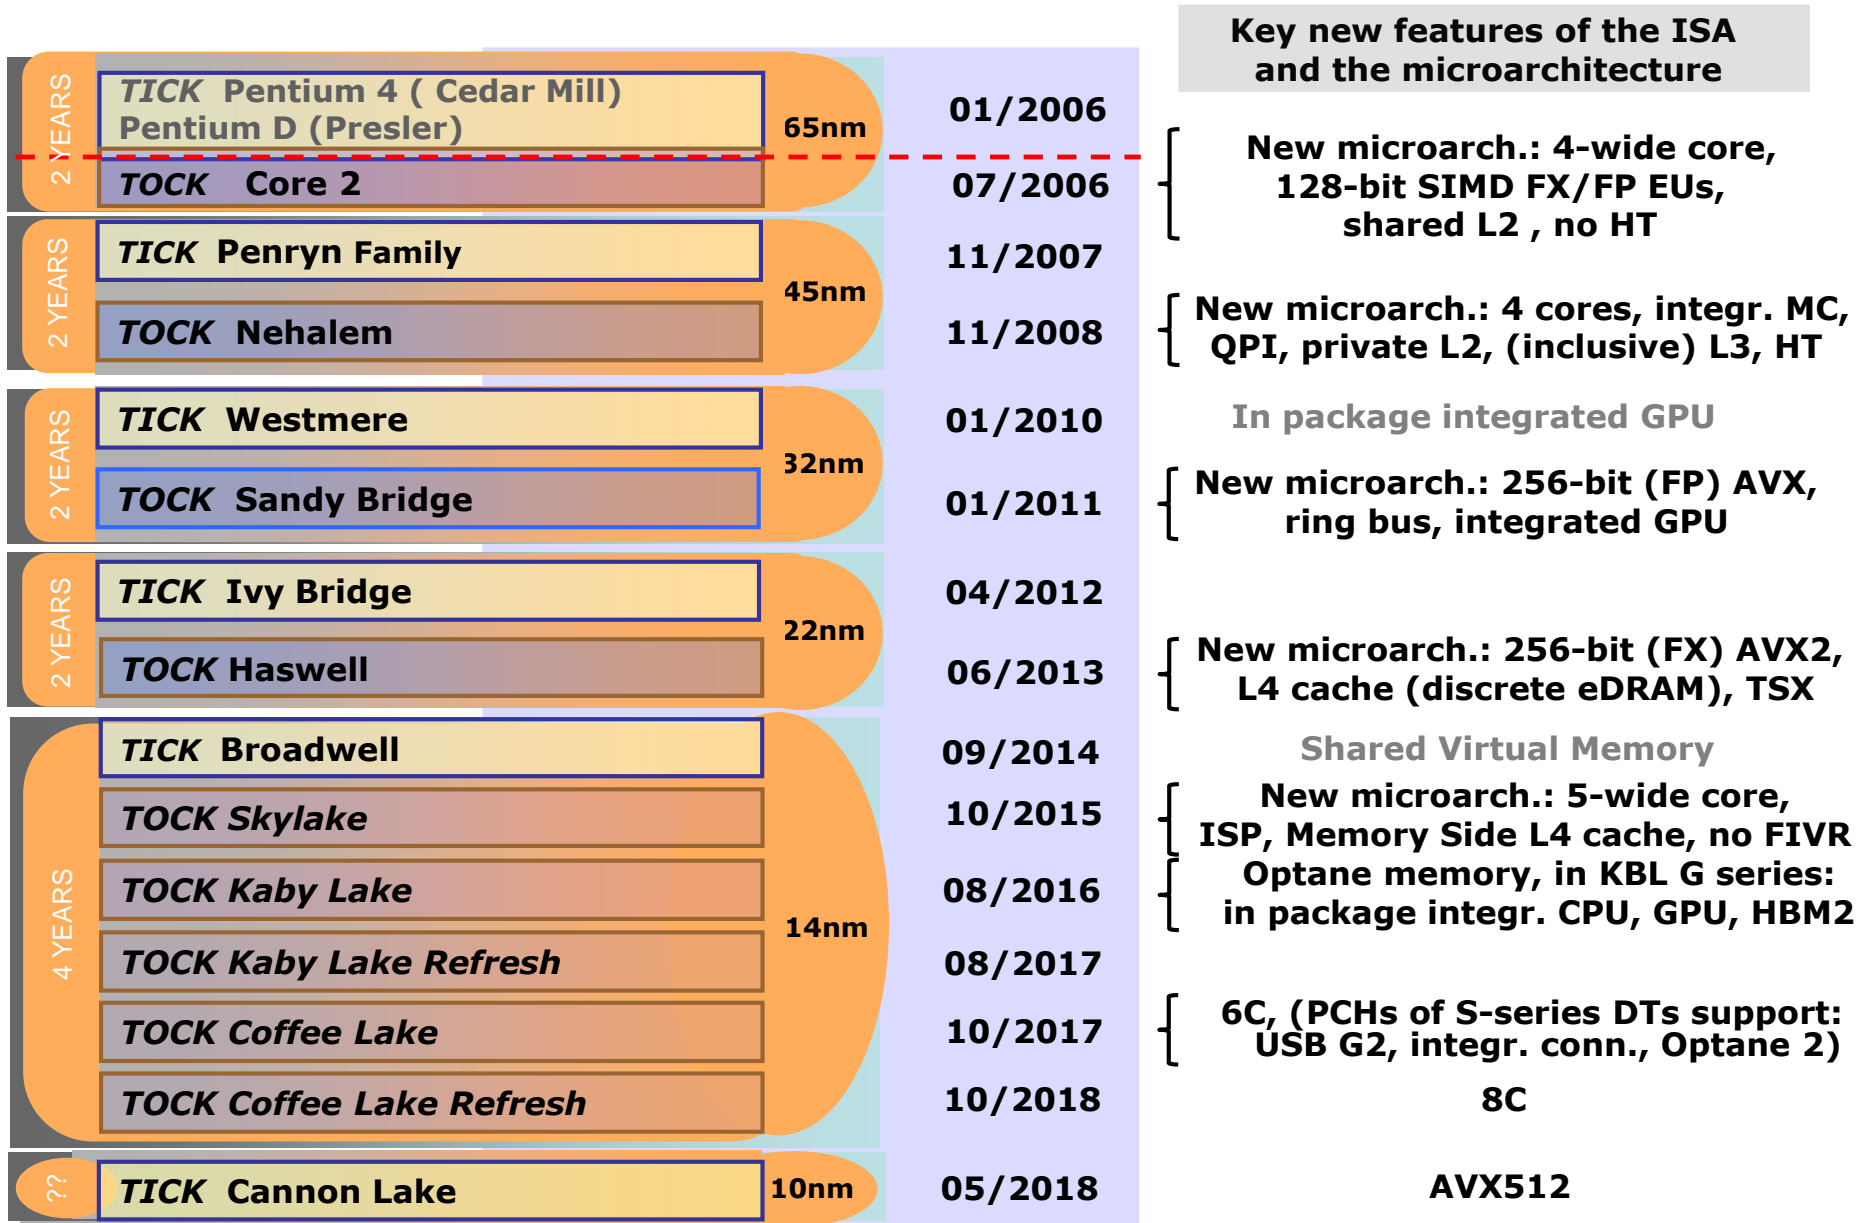 Key new features of the ISA
and the microarchitecture
2 YEARS
TICK Pentium 4 ( Cedar Mill)
Pentium D (Presler)
65nm
01/2006
TOCK Core 2
07/2006
New microarch.: 4-wide core,
128-bit SIMD FX/FP EUs,
shared L2 , no HT
2 YEARS
TICK Penryn Family
45nm
11/2007
TOCK Nehalem
11/2008
New microarch.: 4 cores, integr. MC,
QPI, private L2, (inclusive) L3, HT
2 YEARS
TICK Westmere
32nm
01/2010
In package integrated GPU
TOCK Sandy Bridge
01/2011
New microarch.: 256-bit (FP) AVX,
ring bus, integrated GPU
2 YEARS
TICK Ivy Bridge
22nm
04/2012
TOCK Haswell
06/2013
New microarch.: 256-bit (FX) AVX2,
L4 cache (discrete eDRAM), TSX
4 YEARS
TICK Broadwell
09/2014
Shared Virtual Memory
TOCK Skylake
10/2015
New microarch.: 5-wide core,
ISP, Memory Side L4 cache, no FIVR
TOCK Kaby Lake
08/2016
Optane memory, in KBL G series:
in package integr. CPU, GPU, HBM2
14nm
TOCK Kaby Lake Refresh
08/2017
TOCK Coffee Lake
10/2017
6C, (PCHs of S-series DTs support:
USB G2, integr. conn., Optane 2)
TOCK Coffee Lake Refresh
10/2018
8C
??
TICK Cannon Lake
10nm
05/2018
AVX512